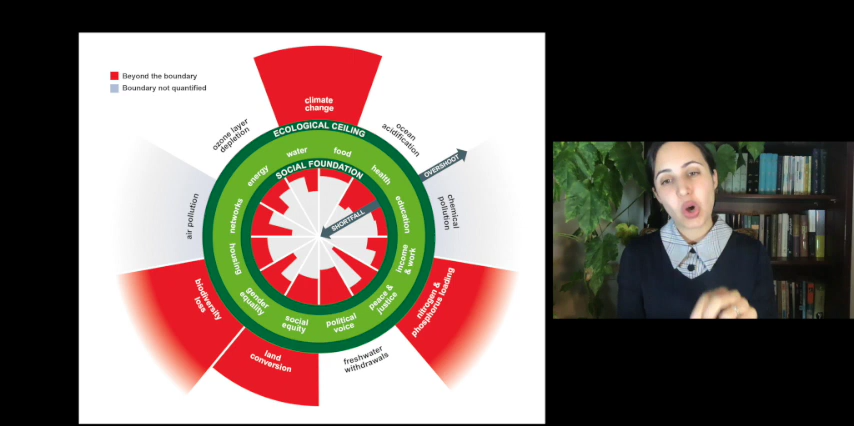 Beyond the boundary
Boundary not quantified
climate
change
ozone layer
depletion
ocean
acidification
ECOLOGICAL CEILING
water
food
energy
health
SOCIAL FOUNDATION
OVERSHOOT
air pollution
networks
education
chemical
pollution
SHORTFALL
housing
income
& work
biodiversity
loss
gender
equality
peace &
justice
nitrogen &
phosphorus loading
social
equity
political
voice
land
conversion
freshwater
withdrawals